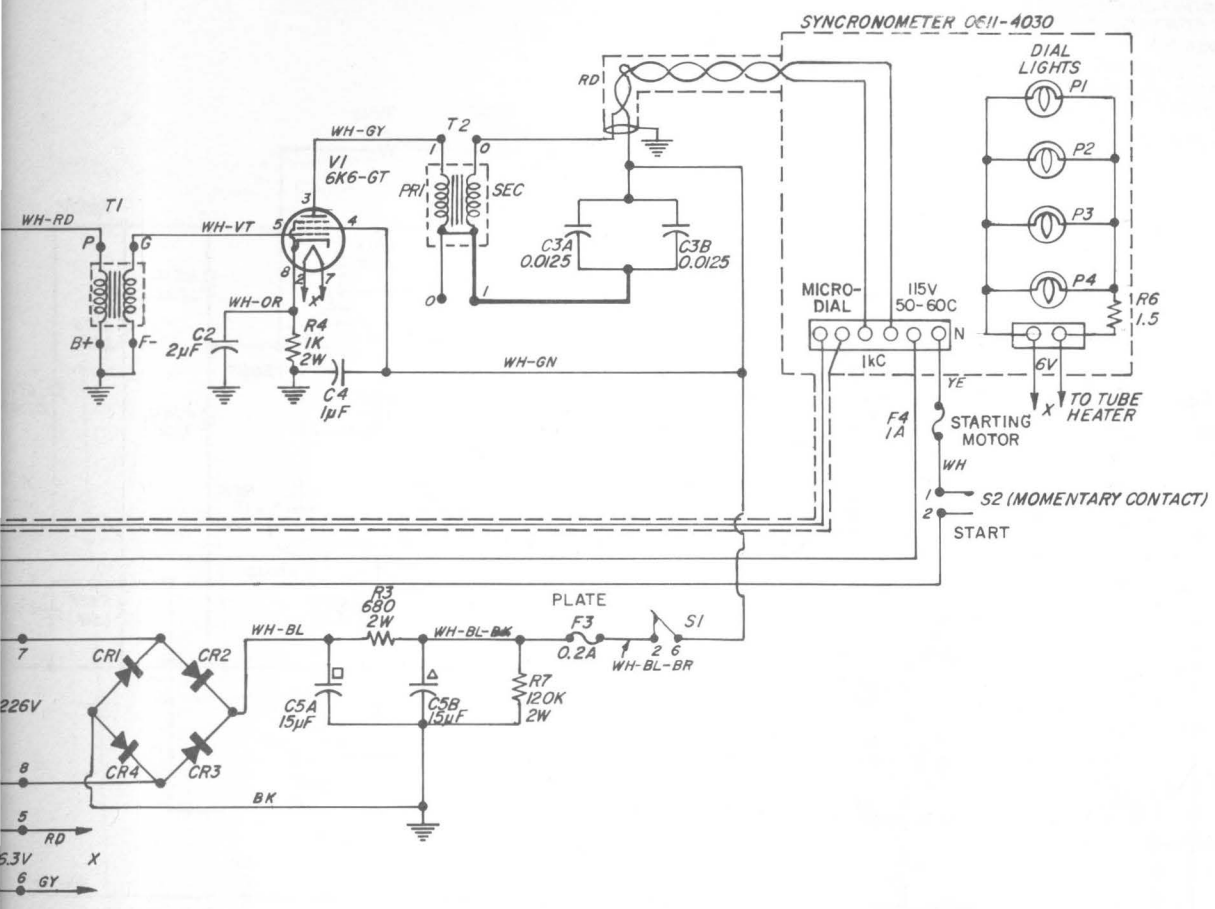 SYNCRONOMETER 0611-4030
DIAL
LIGHTS
P1
P2
P3
P4
R6
1.5
6V
X
TO TUBE
HEATER
RD
WH-GY
T2
1
0
PRI
SEC
0
1
V1
6K6-GT
3
5
4
8
2
7
X
T1
WH-RD
P
G
B+
F-
WH-VT
WH-OR
C2
2µF
R4
1K
2W
C4
1µF
WH-GN
C3A
0.0125
C3B
0.0125
MICRO-
DIAL
115V
50-60C
N
1kC
YE
F4
1A
STARTING
MOTOR
WH
1
2
S2 (MOMENTARY CONTACT)
START
R3
680
2W
PLATE
F3
0.2A
S1
WH-BL
WH-BL-BK
4
2 6
WH-BL-BR
7
CR1
CR2
226V
CR4
CR3
8
C5A
15µF
C5B
15µF
R7
120K
2W
BK
5
RD
6.3V
X
6
GY